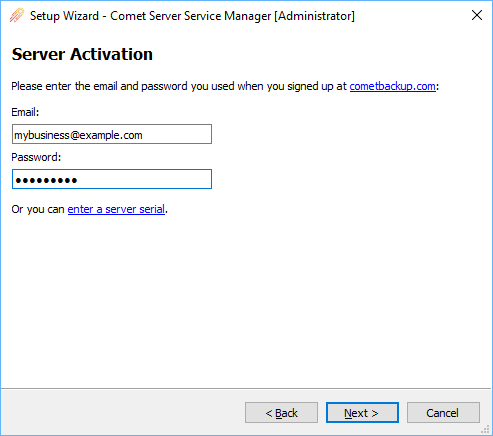 Setup Wizard - Comet Server Service Manager [Administrator]
Server Activation
Please enter the email and password you used when you signed up at cometbackup.com:
Email:
mybusiness@example.com
Password:
●●●●●●●●●
Or you can enter a server serial.
< Back
Next >
Cancel